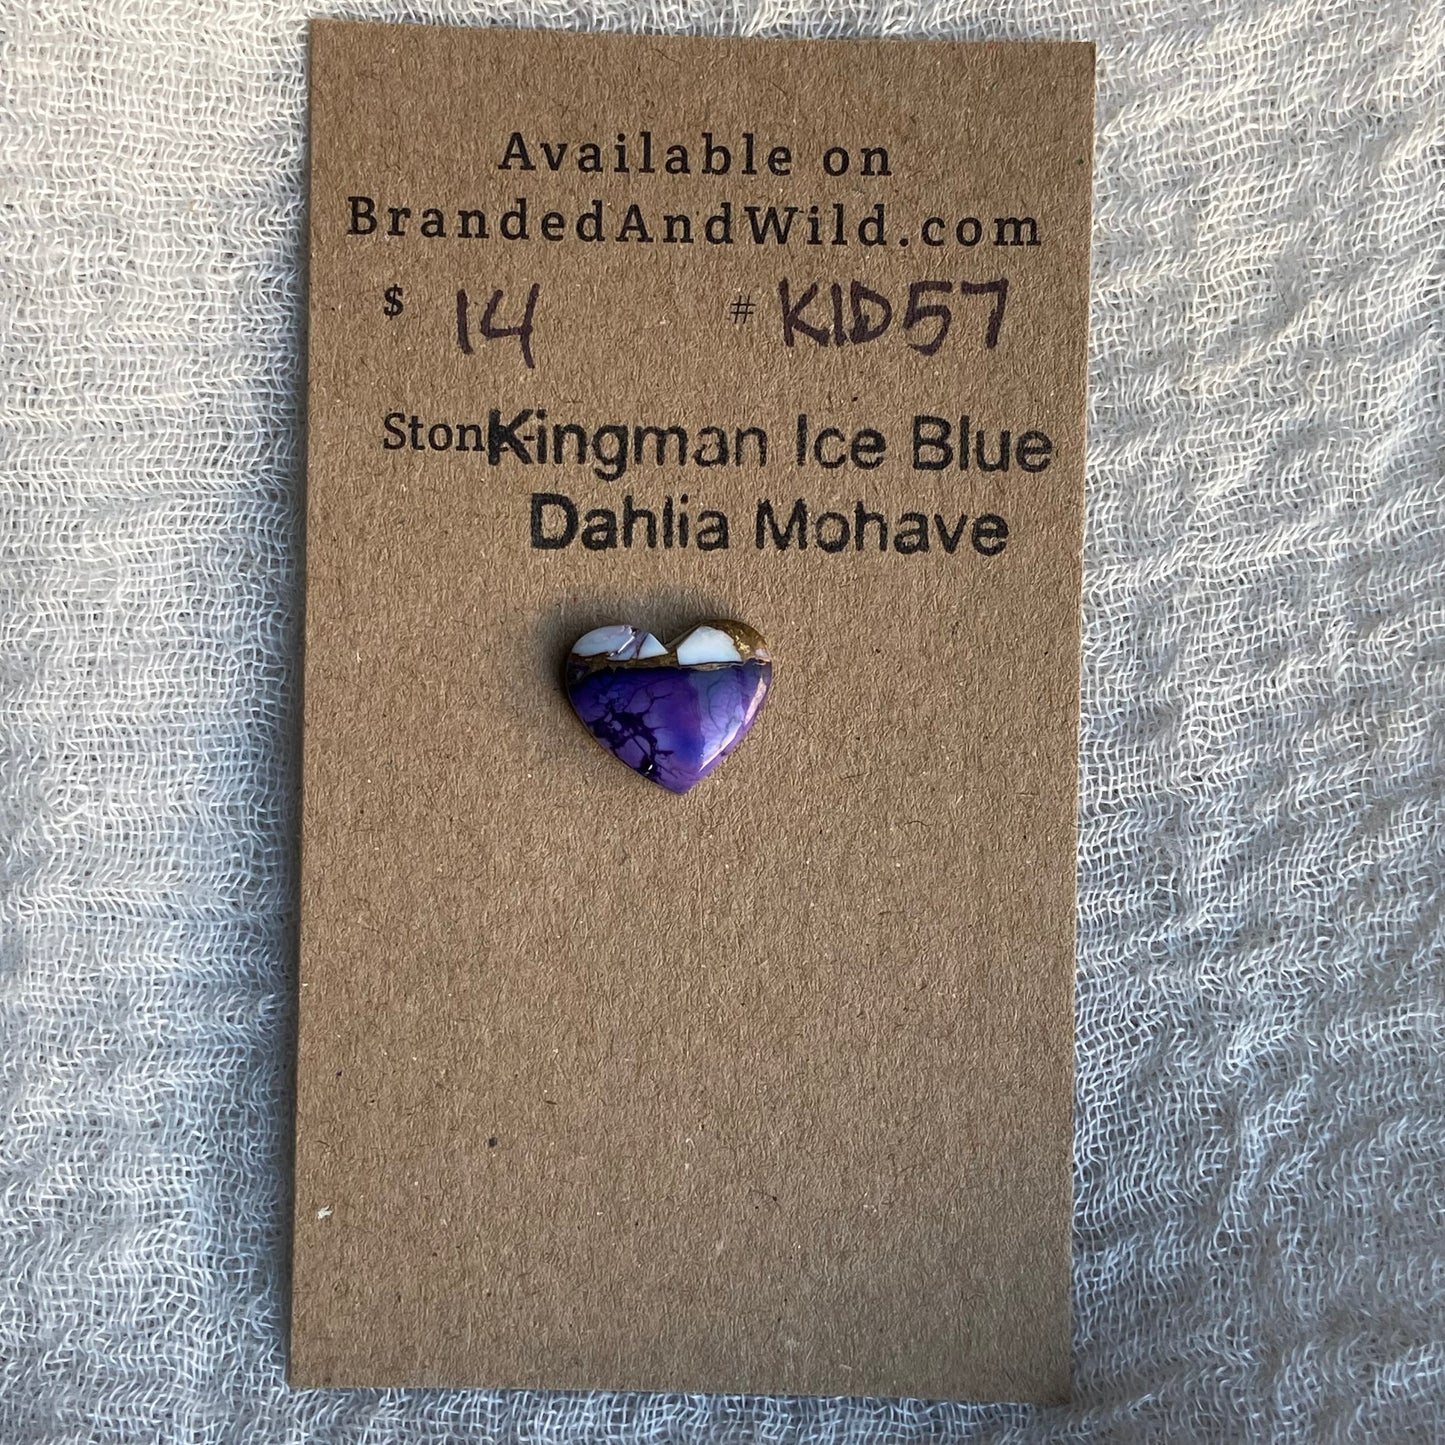 Available on
BrandedAndWild.com
$ 14 # KID57
Stone- Kingman Ice Blue
Dahlia Mohave